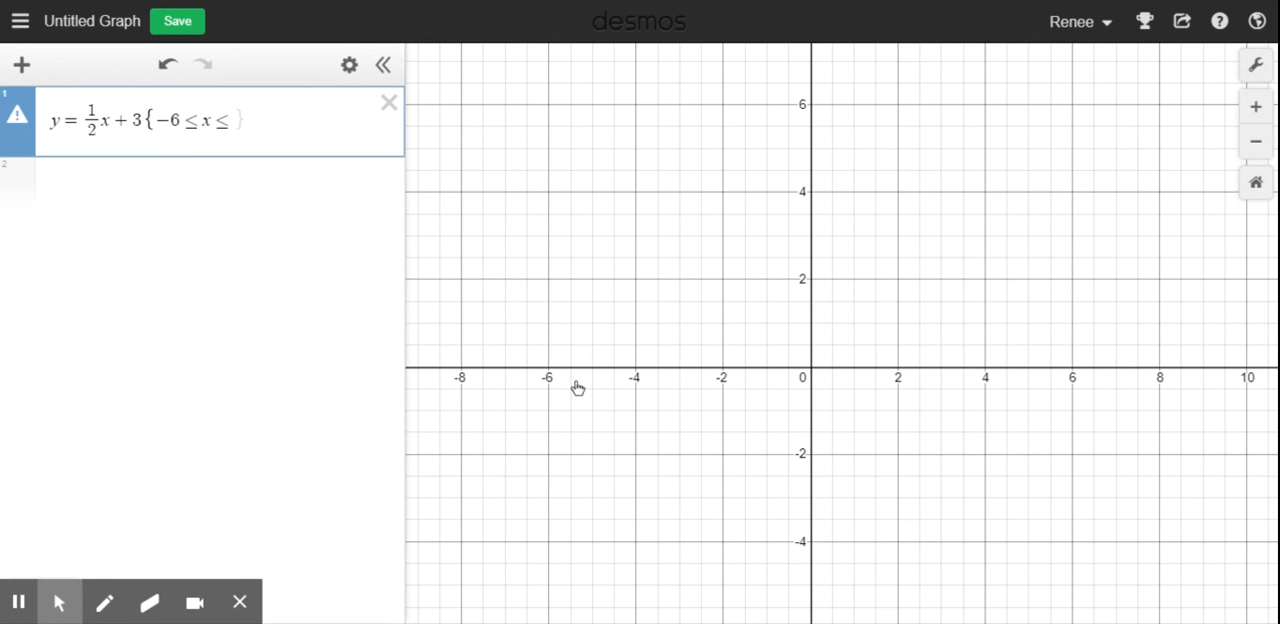 Untitled Graph Save desmos Renee
1
y = \frac{1}{2}x + 3{−6 ≤ x ≤ }
2
6
4
2
-8 -6 -4 -2 0 2 4 6 8 10
-2
-4